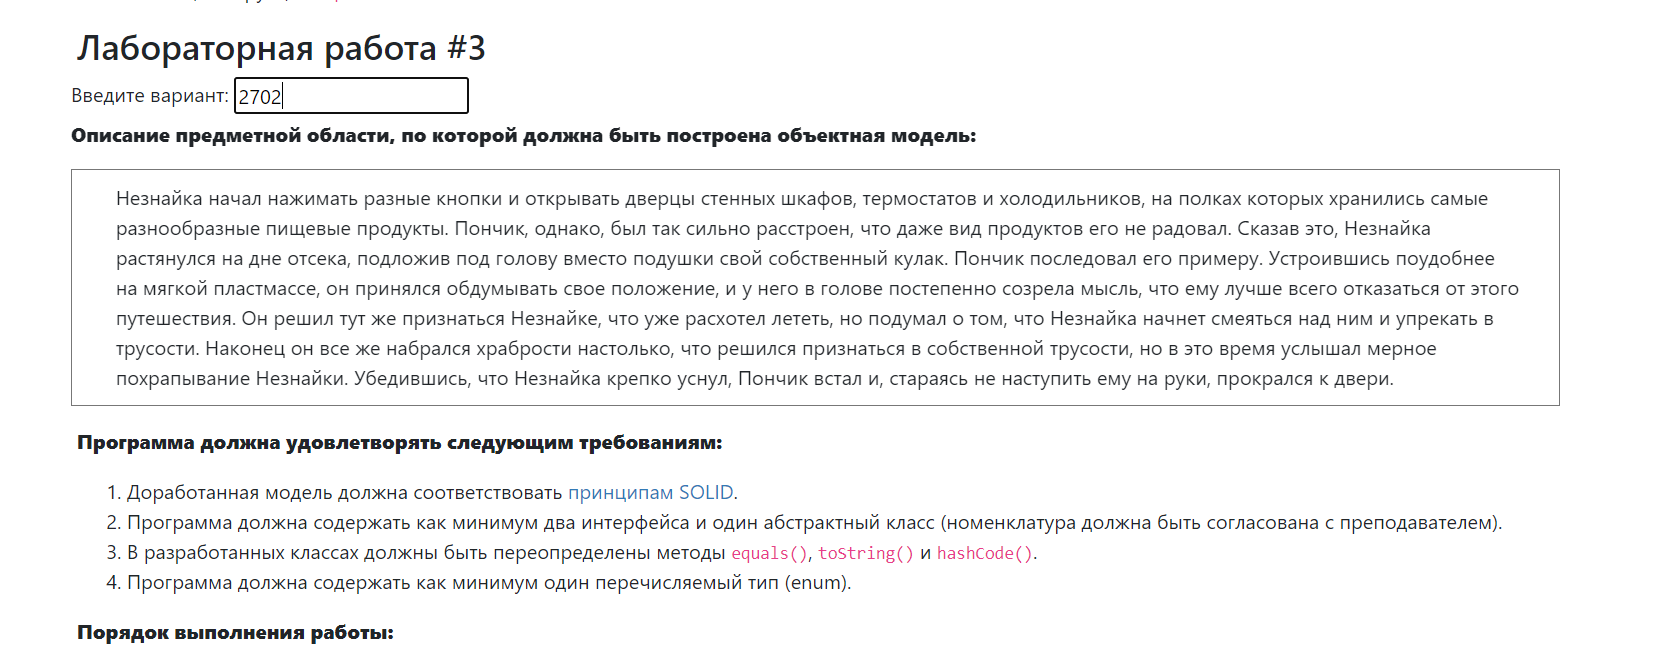 Лабораторная работа #3
Введите вариант: 2702
Описание предметной области, по которой должна быть построена объектная модель:
Незнайка начал нажимать разные кнопки и открывать дверцы стенных шкафов, термостатов и холодильников, на полках которых хранились самые
разнообразные пищевые продукты. Пончик, однако, был так сильно расстроен, что даже вид продуктов его не радовал. Сказав это, Незнайка
растянулся на дне отсека, подложив под голову вместо подушки свой собственный кулак. Пончик последовал его примеру. Устроившись поудобнее
на мягкой пластмассе, он принялся обдумывать свое положение, и у него в голове постепенно созрела мысль, что ему лучше всего отказаться от этого
путешествия. Он решил тут же признаться Незнайке, что уже расхотел лететь, но подумал о том, что Незнайка начнет смеяться над ним и упрекать в
трусости. Наконец он все же набрался храбрости настолько, что решился признаться в собственной трусости, но в это время услышал мерное
похрапывание Незнайки. Убедившись, что Незнайка крепко уснул, Пончик встал и, стараясь не наступить ему на руки, прокрался к двери.
Программа должна удовлетворять следующим требованиям:
1. Доработанная модель должна соответствовать принципам SOLID.
2. Программа должна содержать как минимум два интерфейса и один абстрактный класс (номенклатура должна быть согласована с преподавателем).
3. В разработанных классах должны быть переопределены методы equals(), toString() и hashCode().
4. Программа должна содержать как минимум один перечисляемый тип (enum).
Порядок выполнения работы: